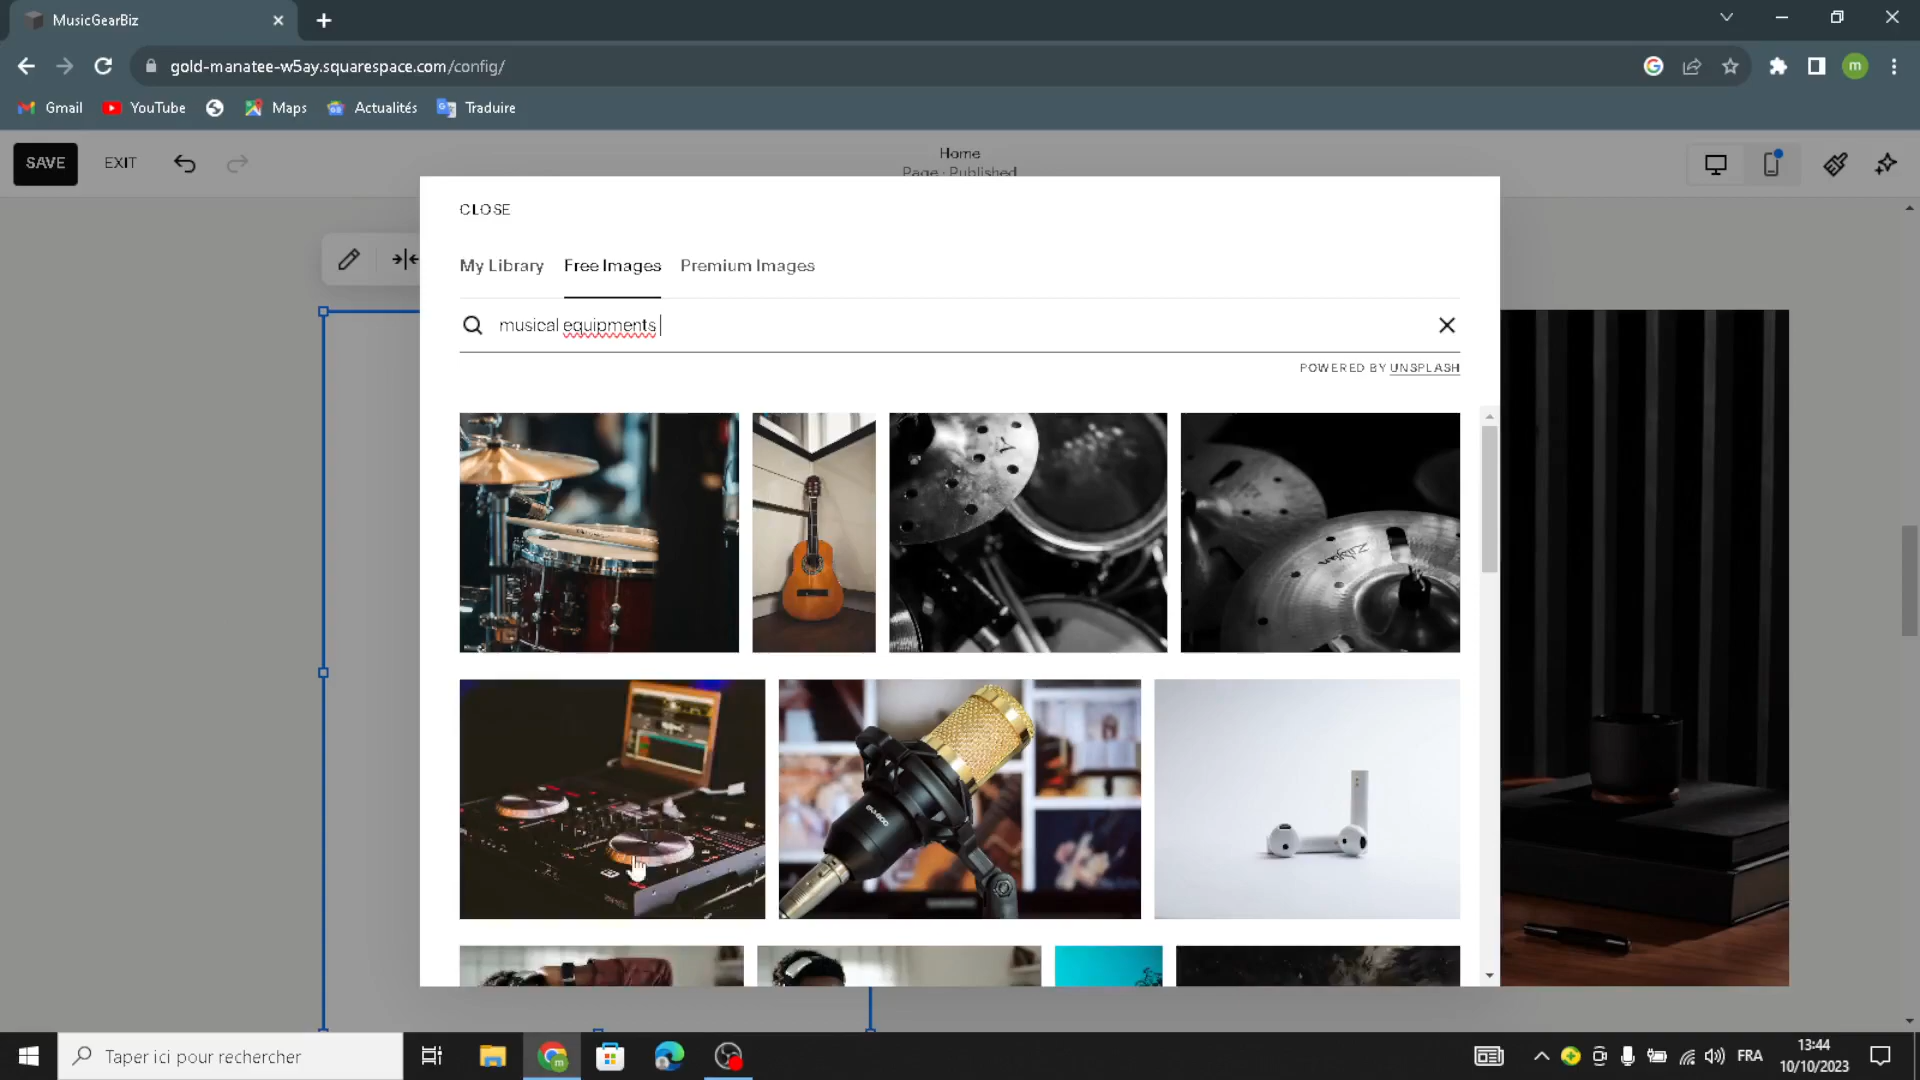 MusicGearBiz
gold-manatee-w5ay.squarespace.com/config/
Gmail YouTube Maps Actualités Traduire
SAVE EXIT
Home
Page · Published
CLOSE
My Library Free Images Premium Images
musical equipments
POWERED BY UNSPLASH
Taper ici pour rechercher
FRA
13:44
10/10/2023